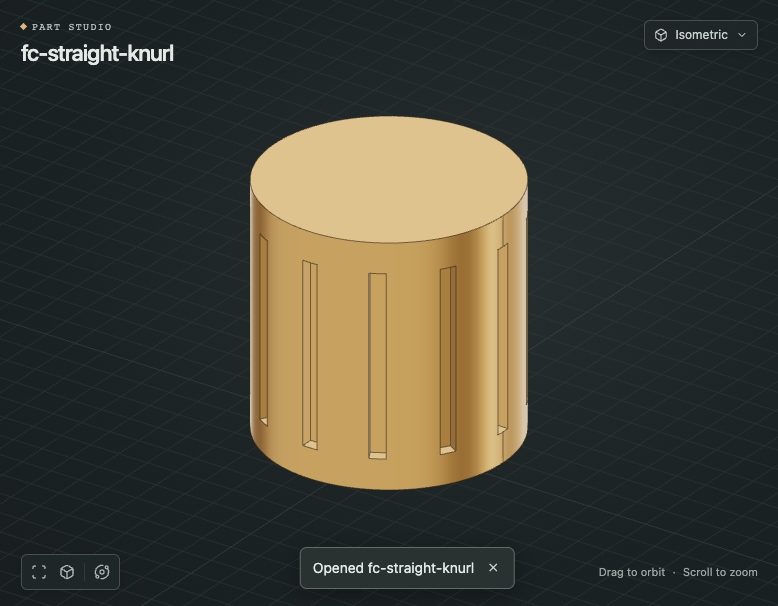 PART STUDIO
fc-straight-knurl
Isometric
Opened fc-straight-knurl
Drag to orbit · Scroll to zoom